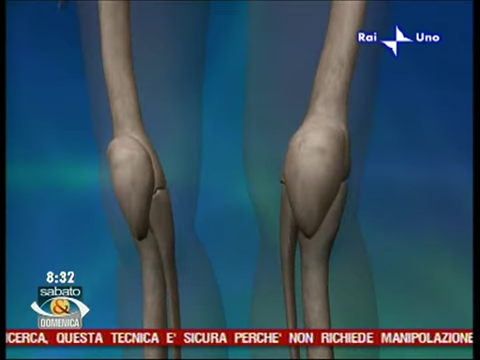 Rai Uno
8:32
sabato
&
DOMENICA
ICERCA, QUESTA TECNICA E' SICURA PERCHE' NON RICHIEDE MANIPOLAZIONE